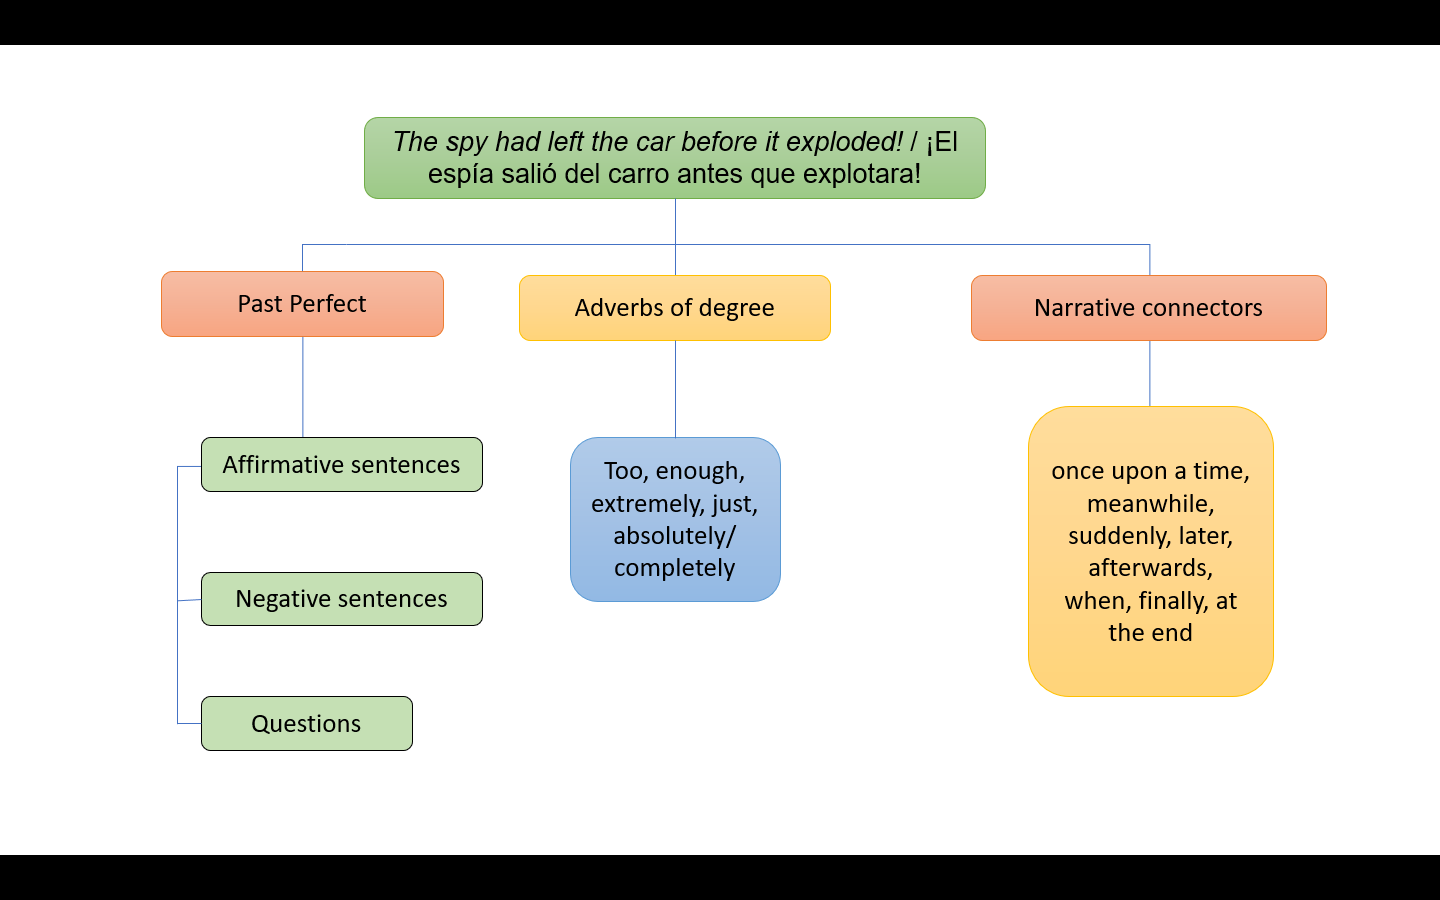 The spy had left the car before it exploded! / ¡El
espía salió del carro antes que explotara!
Past Perfect
Adverbs of degree
Narrative connectors
Affirmative sentences
Negative sentences
Questions
Too, enough,
extremely, just,
absolutely/
completely
once upon a time,
meanwhile,
suddenly, later,
afterwards,
when, finally, at
the end